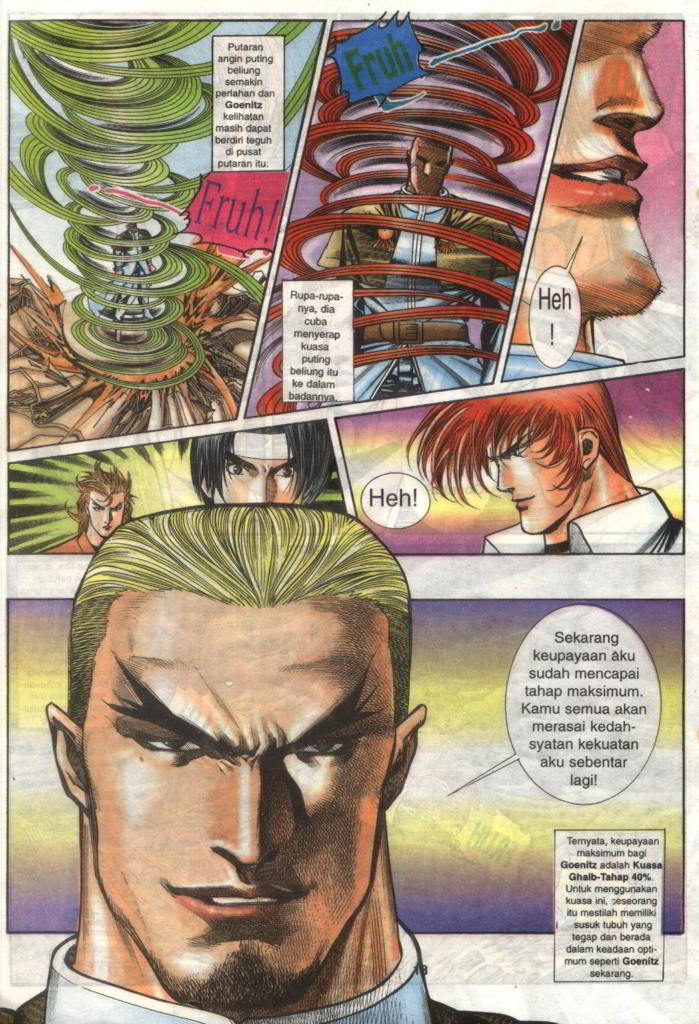 Putaran
angin puting
beliung
semakin
perlahan dan
Goenitz
kelihatan
masih dapat
berdiri teguh
di pusat
putaran itu.
Fruh!
Fruh
Rupa-rupa-
nya, dia
cuba
menyerap
kuasa
puting
beliung itu
ke dalam
badannya.
Heh
!
Heh!
Sekarang
keupayaan aku
sudah mencapai
tahap maksimum.
Kamu semua akan
merasai kedah-
syatan kekuatan
aku sebentar
lagi!
Ternyata, keupayaan
maksimum bagi
Goenitz adalah Kuasa
Ghaib-Tahap 40%.
Untuk menggunakan
kuasa ini, seseorang
itu mestilah memiliki
susuk tubuh yang
tegap dan berada
dalam keadaan opti-
mum seperti Goenitz
sekarang.